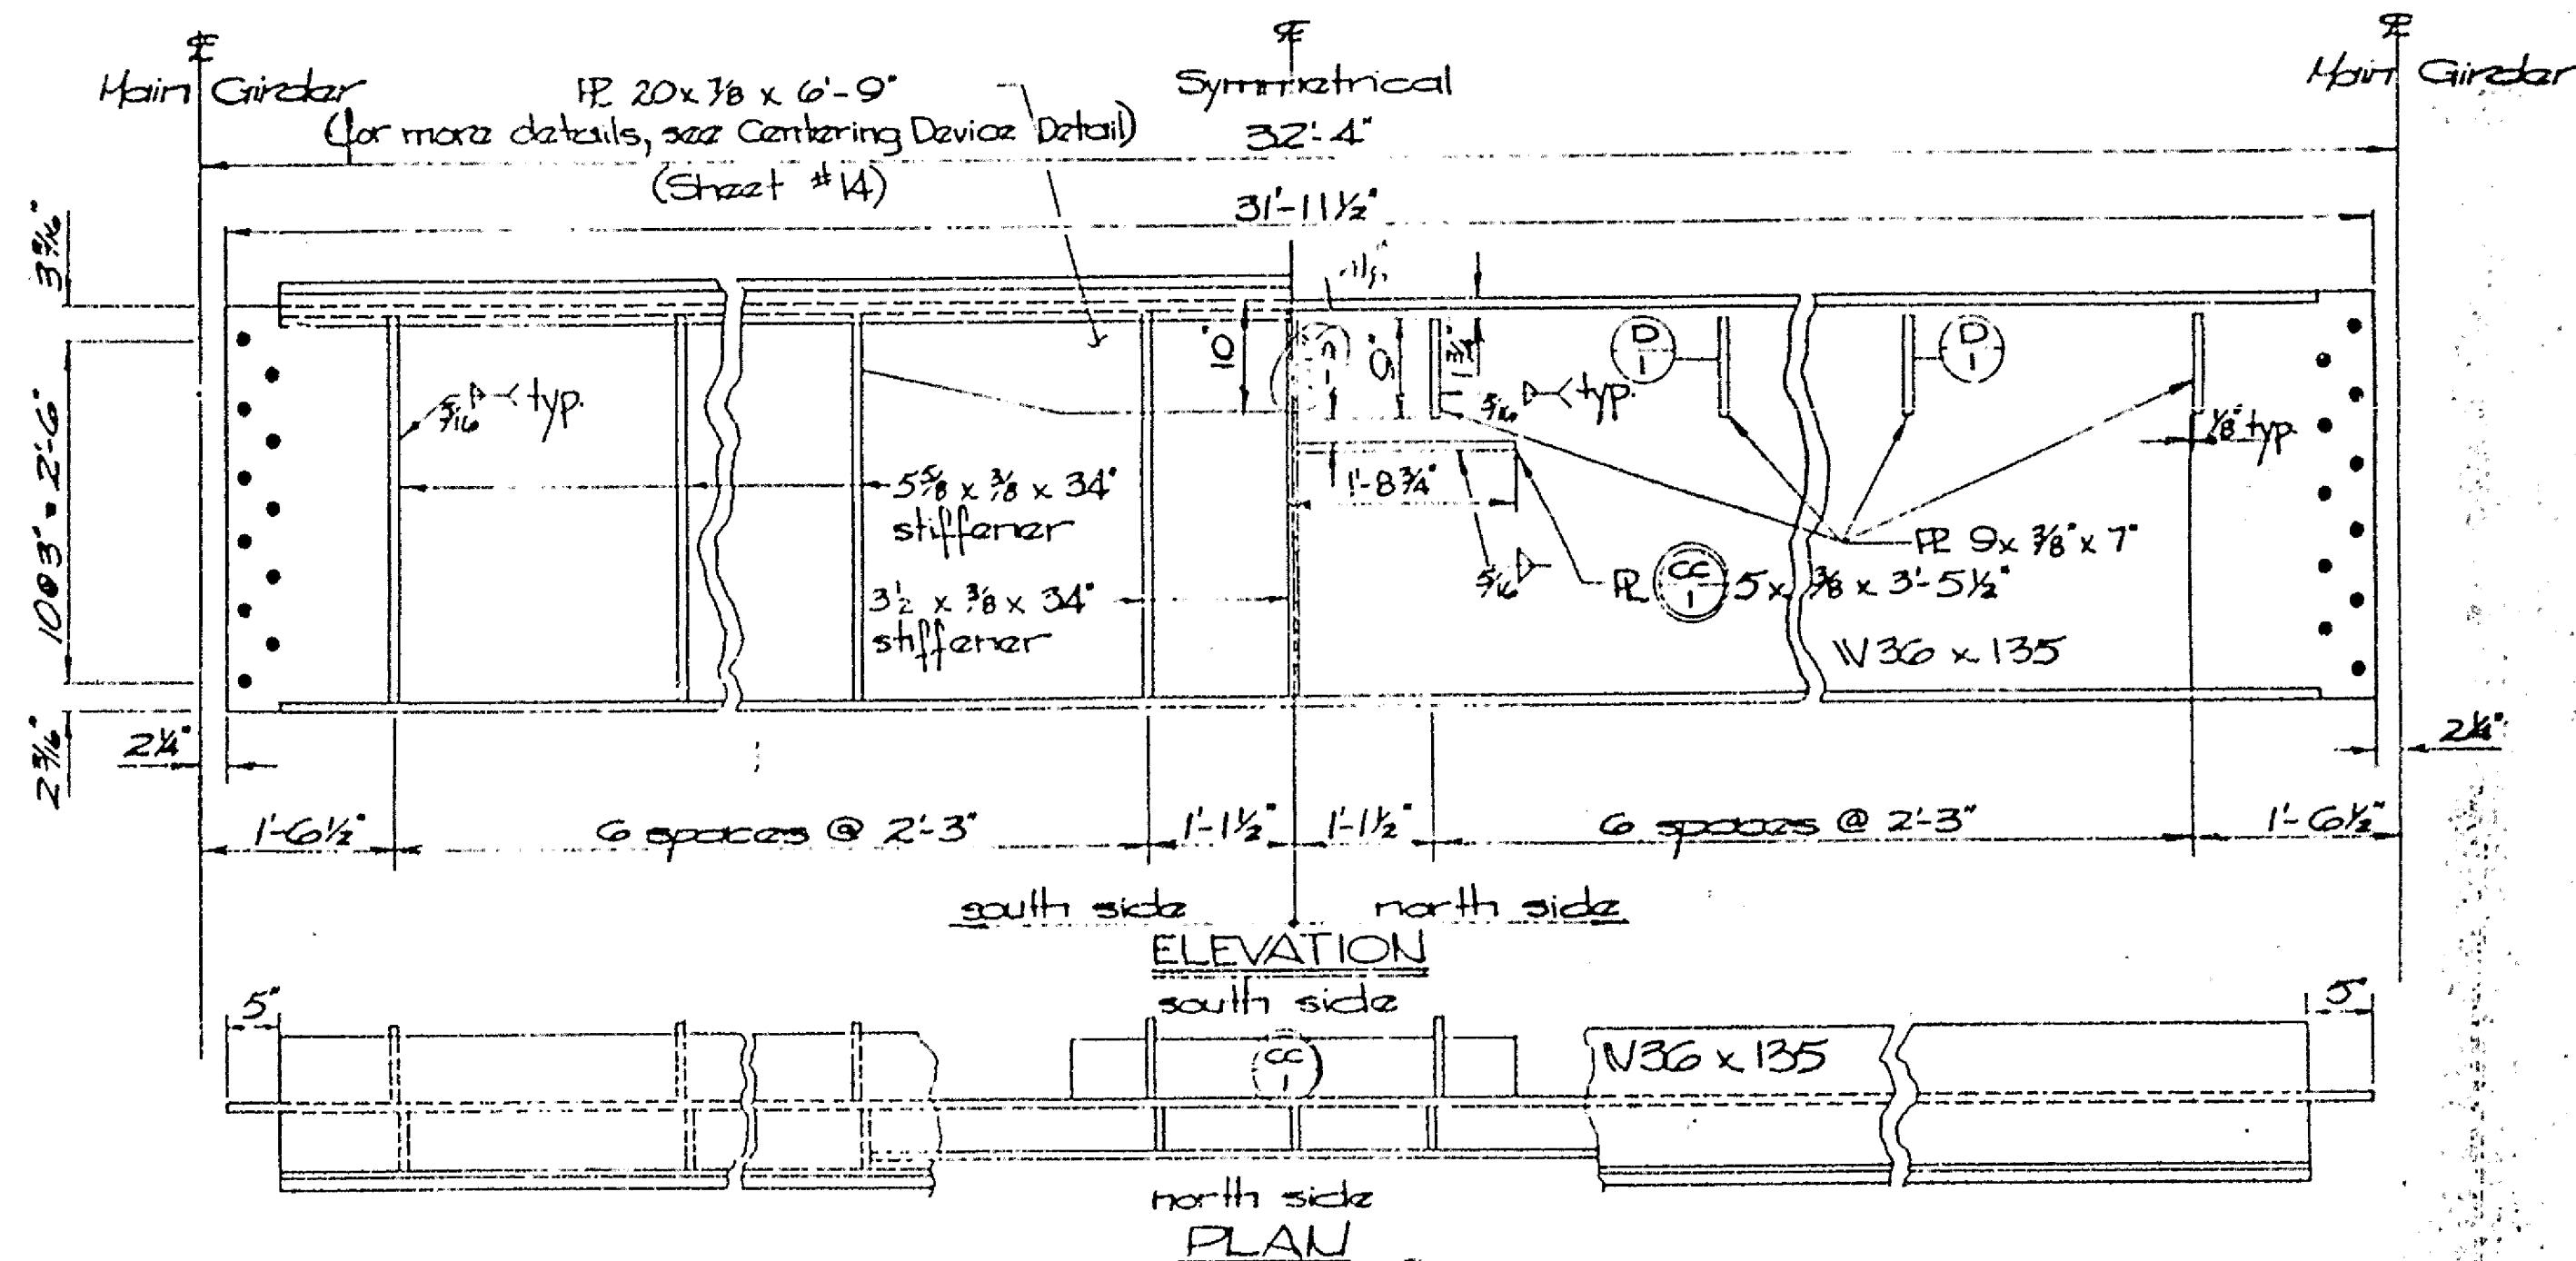 ℄
Main Girder
℄
Symmetrical
℄
Main Girder
PL 20 x 7/8 x 6'-9"
(for more details, see Centering Device Detail)
(Sheet #14)
32'-4"
31'-11½"
3 3/16"
10@3" = 2'-6"
2 3/16"
10"
9"
5/16 typ.
5/16 typ.
D
1
D
1
1/8" typ.
1'-8¾"
5⅝ x ⅜ x 34"
stiffener
3½ x ⅜ x 34"
stiffener
PL 9 x ⅜" x 7"
5/16
PL CC 1 5 x ⅜ x 3'-5½"
W36 x 135
2¼"
2¼"
1'-6½"
6 spaces @ 2'-3"
1'-1½"
1'-1½"
6 spaces @ 2'-3"
1'-6½"
south side
north side
ELEVATION
south side
5"
5"
CC
1
W36 x 135
north side
PLAN